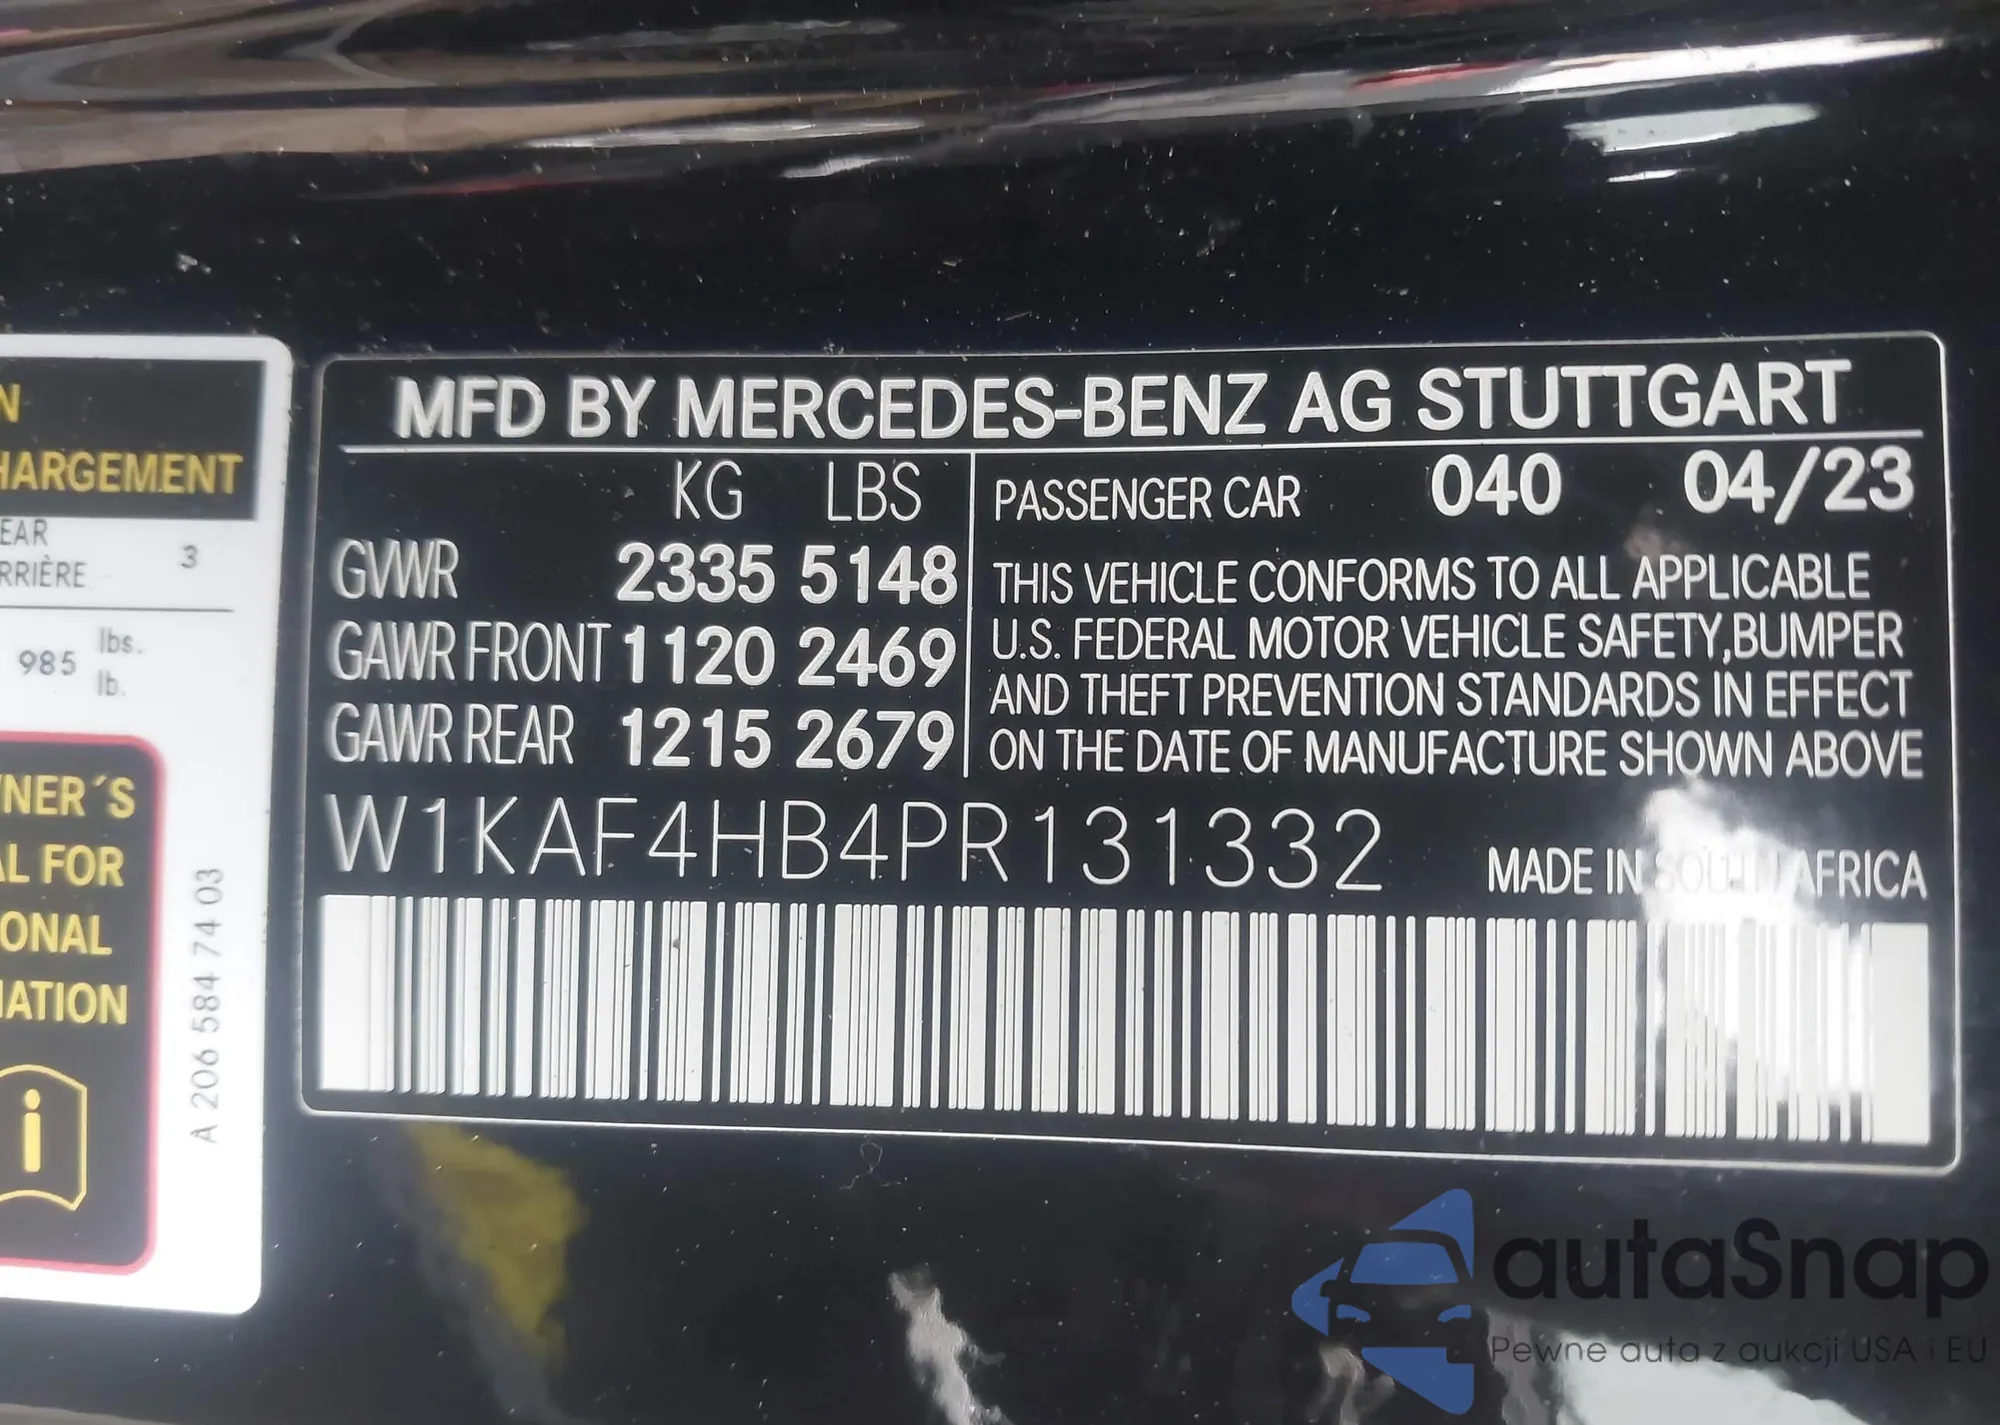 N
HARGEMENT
EAR
RRIÈRE
3
985
lbs.
lb.
NER´S
L FOR
ONAL
ATION
i
A 206 584 74 03
MFD BY MERCEDES-BENZ AG STUTTGART
KG LBS
GVWR 2335 5148
GAWR FRONT 1120 2469
GAWR REAR 1215 2679
PASSENGER CAR 040 04/23
THIS VEHICLE CONFORMS TO ALL APPLICABLE
U.S. FEDERAL MOTOR VEHICLE SAFETY,BUMPER
AND THEFT PREVENTION STANDARDS IN EFFECT
ON THE DATE OF MANUFACTURE SHOWN ABOVE
W1KAF4HB4PR131332
MADE IN SOUTH AFRICA
autaSnap
Pewne auta z aukcji USA i EU